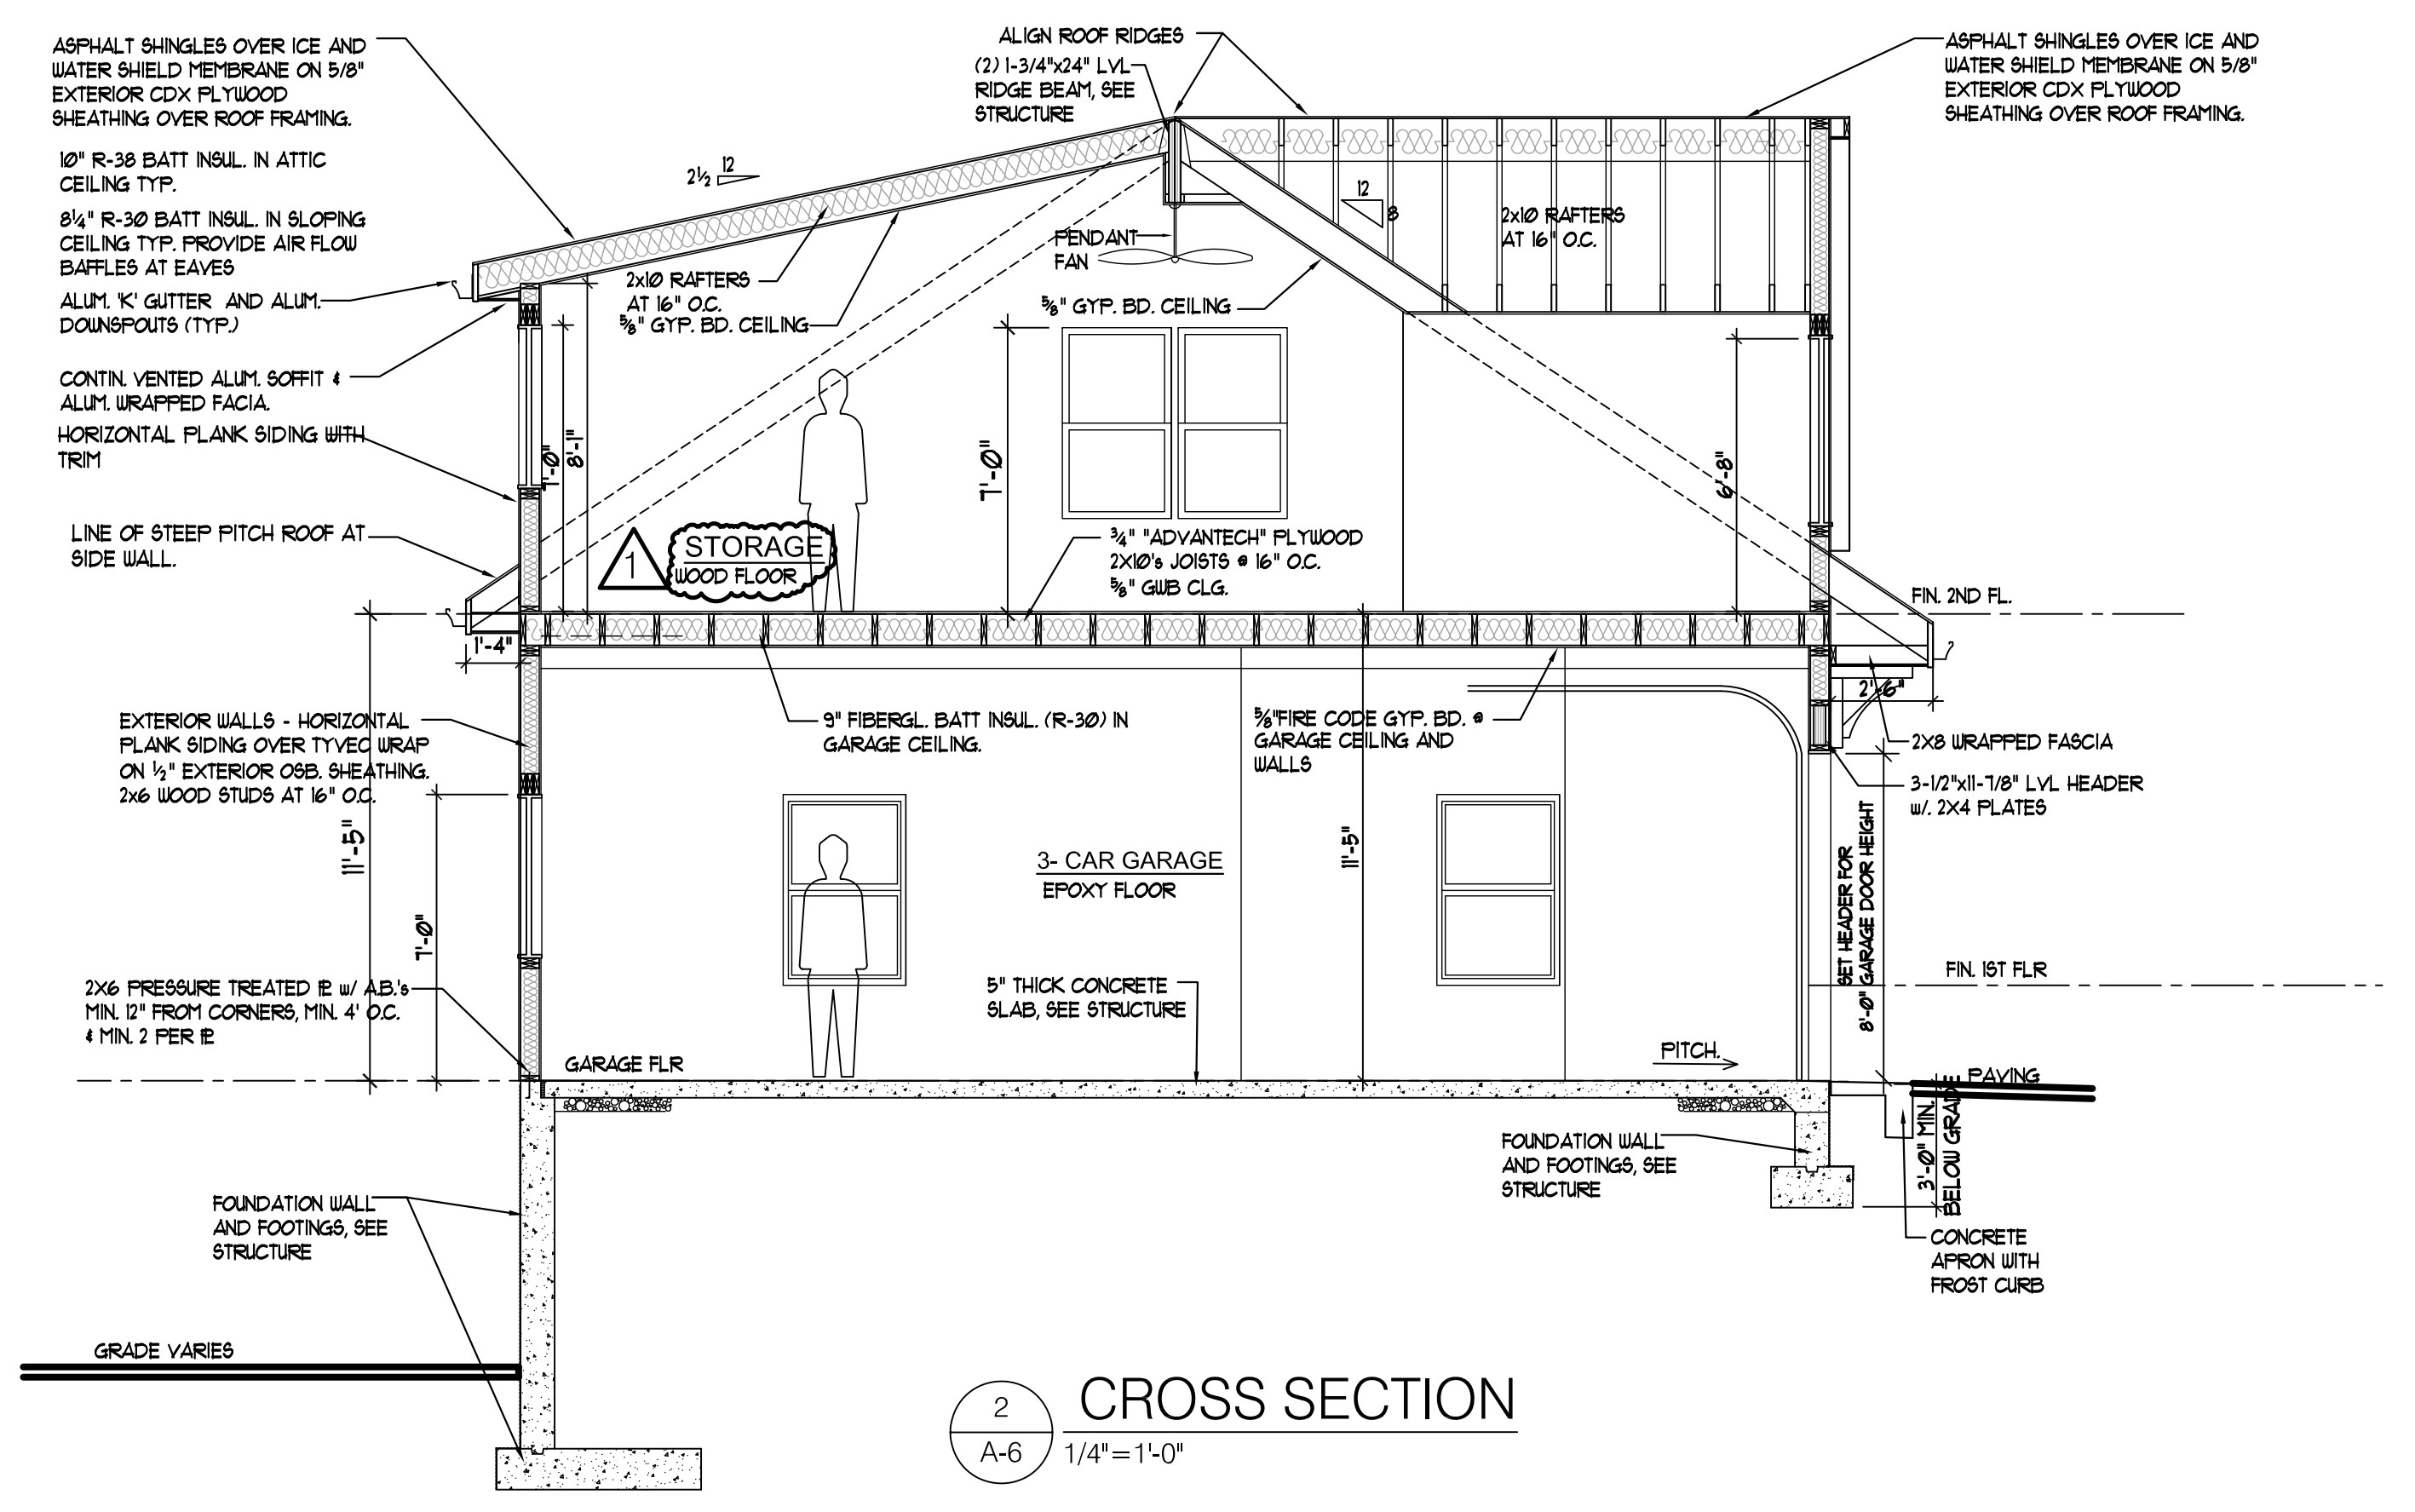 ASPHALT SHINGLES OVER ICE AND
WATER SHIELD MEMBRANE ON 5/8"
EXTERIOR CDX PLYWOOD
SHEATHING OVER ROOF FRAMING.
10" R-38 BATT INSUL. IN ATTIC
CEILING TYP.
8¼" R-30 BATT INSUL. IN SLOPING
CEILING TYP. PROVIDE AIR FLOW
BAFFLES AT EAVES
ALUM. 'K' GUTTER AND ALUM.
DOWNSPOUTS (TYP.)
CONTIN. VENTED ALUM. SOFFIT &
ALUM. WRAPPED FACIA.
HORIZONTAL PLANK SIDING WITH
TRIM
LINE OF STEEP PITCH ROOF AT
SIDE WALL.
ALIGN ROOF RIDGES
(2) 1-3/4"x24" LVL
RIDGE BEAM, SEE
STRUCTURE
ASPHALT SHINGLES OVER ICE AND
WATER SHIELD MEMBRANE ON 5/8"
EXTERIOR CDX PLYWOOD
SHEATHING OVER ROOF FRAMING.
12
2½
12
8
2x10 RAFTERS
AT 16" O.C.
PENDANT
FAN
2x10 RAFTERS
AT 16" O.C.
⅝" GYP. BD. CEILING
⅝" GYP. BD. CEILING
7'-0"
8'-1"
7'-0"
6'-8"
1
STORAGE
WOOD FLOOR
¾" "ADVANTECH" PLYWOOD
2X10's JOISTS @ 16" O.C.
⅝" GWB CLG.
FIN. 2ND FL.
1'-4"
2'-6"
EXTERIOR WALLS - HORIZONTAL
PLANK SIDING OVER TYVEC WRAP
ON ½" EXTERIOR OSB. SHEATHING.
2x6 WOOD STUDS AT 16" O.C.
9" FIBERGL. BATT INSUL. (R-30) IN
GARAGE CEILING.
⅝"FIRE CODE GYP. BD. @
GARAGE CEILING AND
WALLS
2X8 WRAPPED FASCIA
3-1/2"x11-7/8" LVL HEADER
w/. 2X4 PLATES
11'-5"
7'-0"
11'-5"
3- CAR GARAGE
EPOXY FLOOR
SET HEADER FOR
8'-0" GARAGE DOOR HEIGHT
FIN. 1ST FLR
2X6 PRESSURE TREATED PL w/ A.B.'s
MIN. 12" FROM CORNERS, MIN. 4' O.C.
& MIN. 2 PER PL
5" THICK CONCRETE
SLAB, SEE STRUCTURE
GARAGE FLR
PITCH.
PAVING
3'-0" MIN.
BELOW GRADE
FOUNDATION WALL
AND FOOTINGS, SEE
STRUCTURE
FOUNDATION WALL
AND FOOTINGS, SEE
STRUCTURE
CONCRETE
APRON WITH
FROST CURB
GRADE VARIES
2
A-6
CROSS SECTION
1/4"=1'-0"